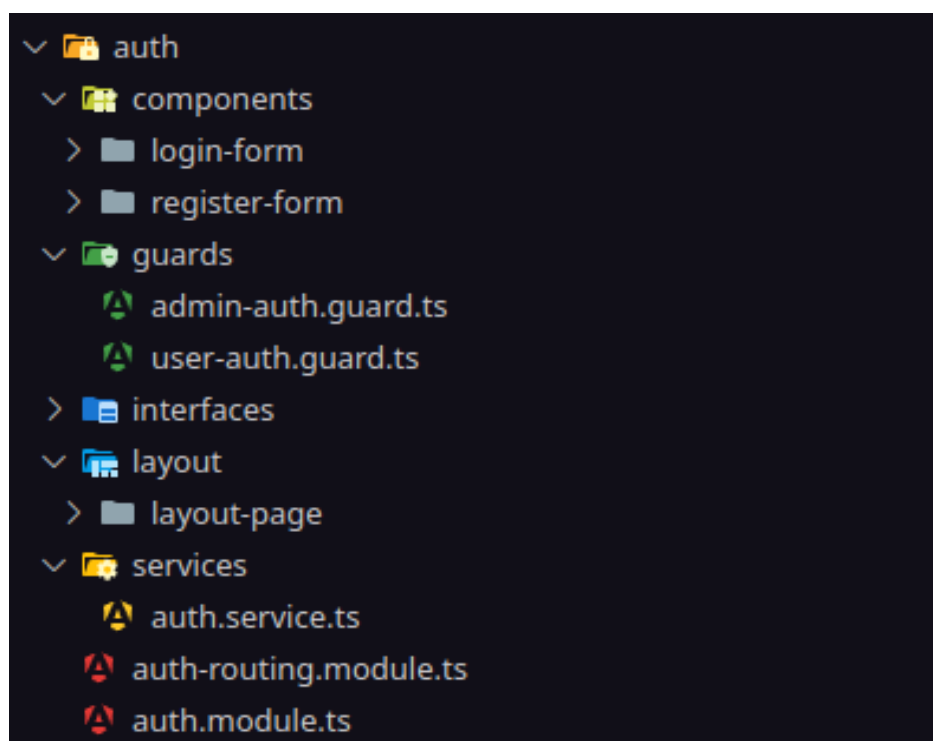 auth
components
login-form
register-form
guards
admin-auth.guard.ts
user-auth.guard.ts
interfaces
layout
layout-page
services
auth.service.ts
auth-routing.module.ts
auth.module.ts